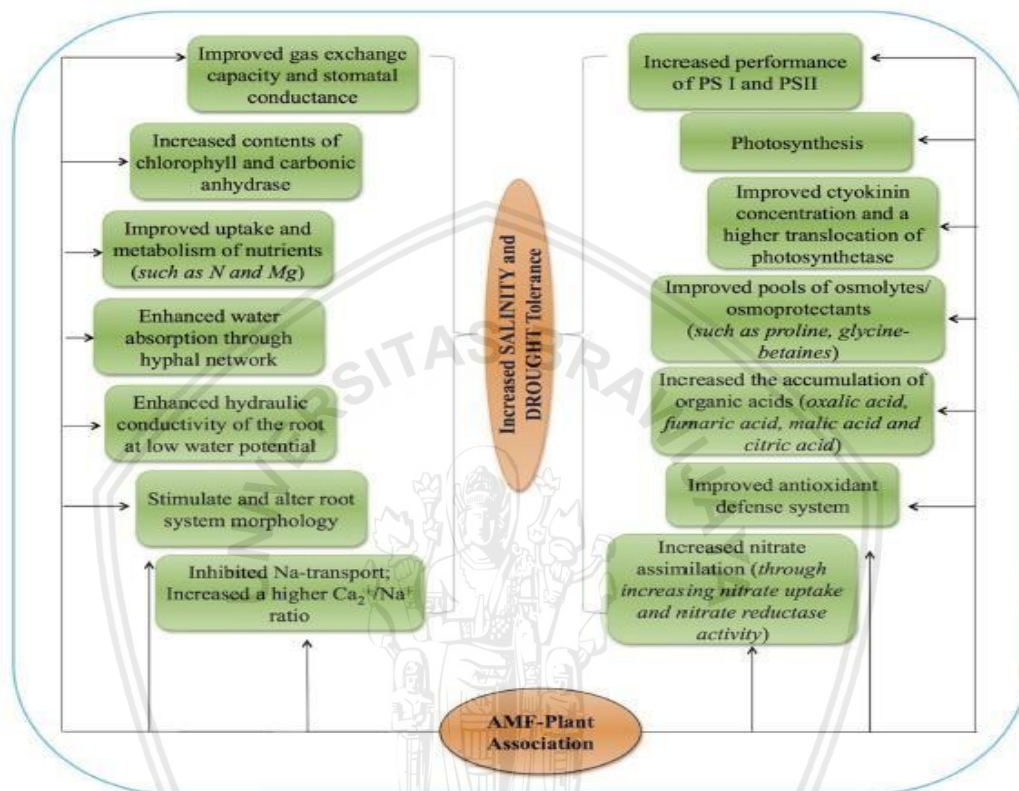 Improved gas exchange
capacity and stomatal
conductance
Increased contents of
chlorophyll and carbonic
anhydrase
Improved uptake and
metabolism of nutrients
(such as N and Mg)
Enhanced water
absorption through
hyphal network
Enhanced hydraulic
conductivity of the root
at low water potential
Stimulate and alter root
system morphology
Inhibited Na-transport;
Increased a higher Ca₂⁺/Na⁺
ratio
Increased SALINITY and
DROUGHT Tolerance
Increased performance
of PS I and PSII
Photosynthesis
Improved ctyokinin
concentration and a
higher translocation of
photosynthetase
Improved pools of osmolytes/
osmoprotectants
(such as proline, glycine-
betaines)
Increased the accumulation of
organic acids (oxalic acid,
fumaric acid, malic acid and
citric acid)
Improved antioxidant
defense system
Increased nitrate
assimilation (through
increasing nitrate uptake
and nitrate reductase
activity)
AMF-Plant
Association
UNIVERSITAS BRAWIJAYA